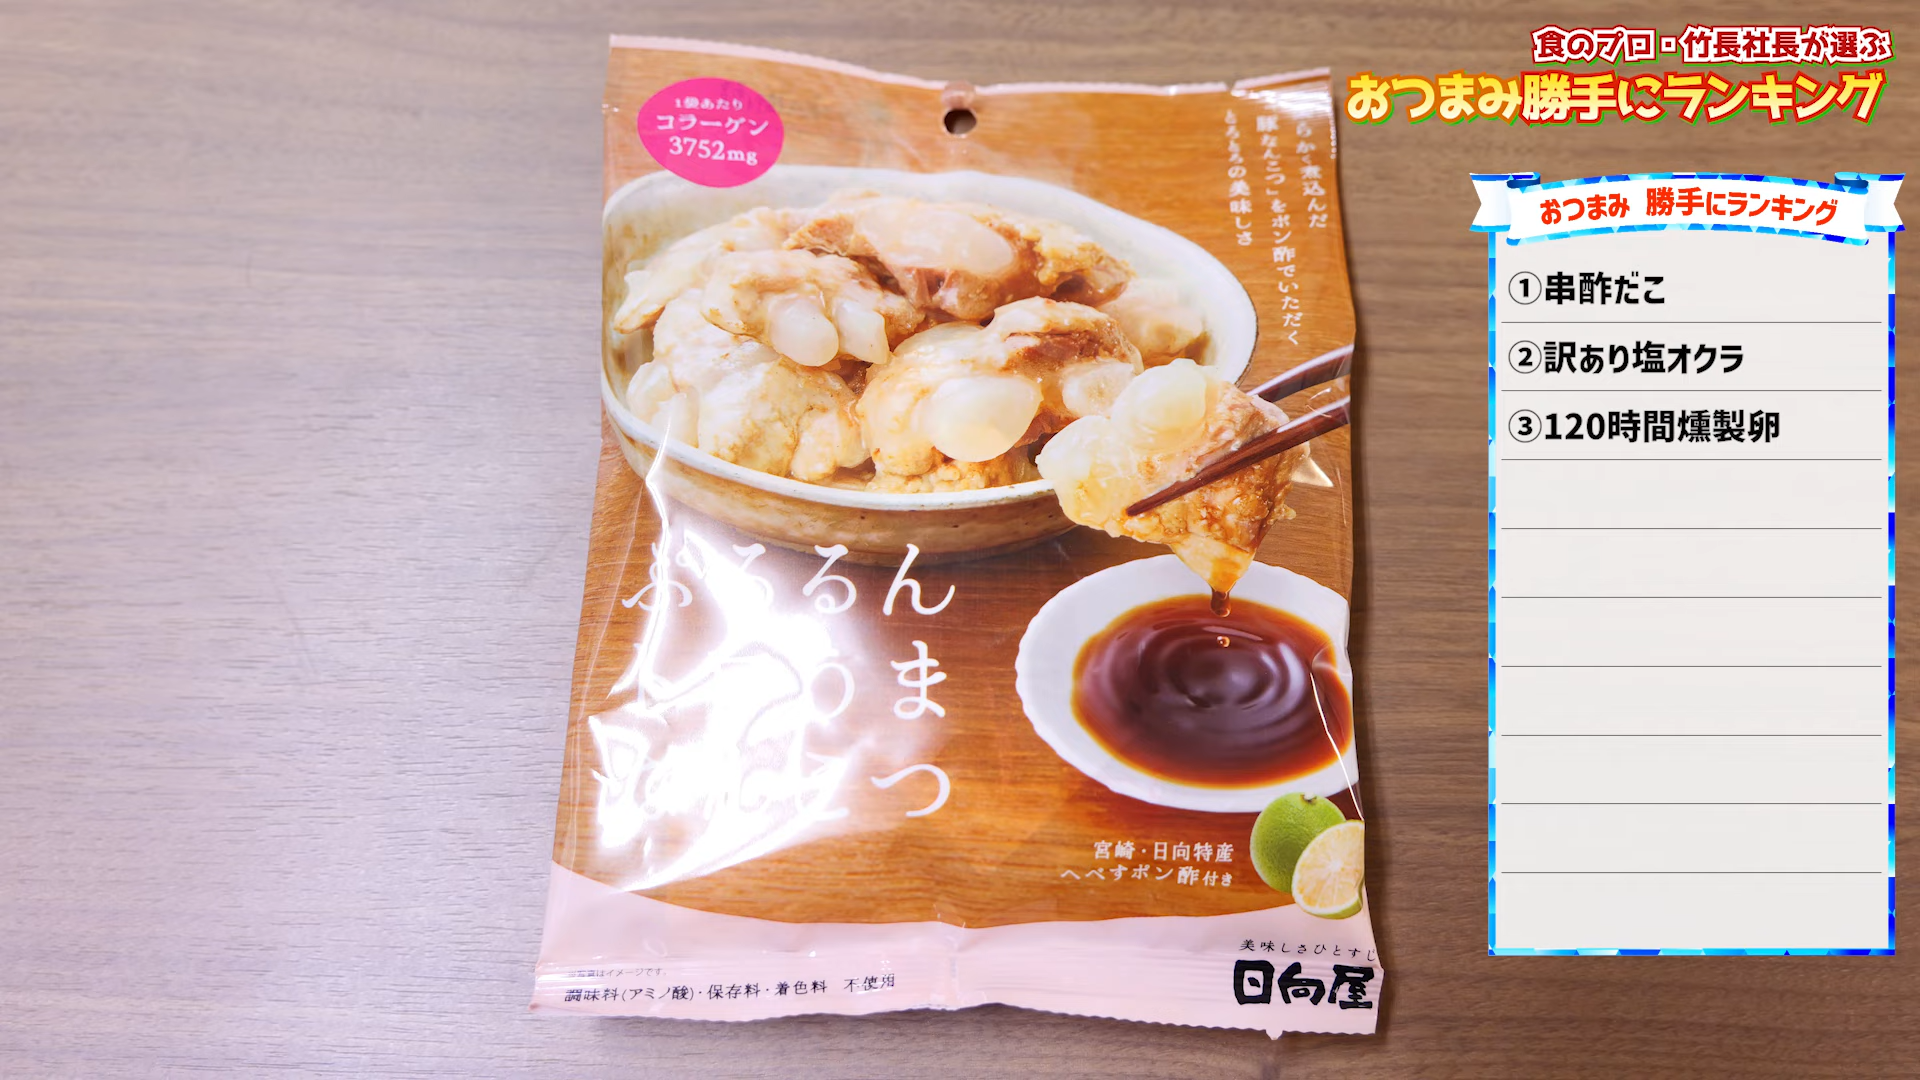 食のプロ・竹長社長が選ぶ
おつまみ勝手にランキング
おつまみ 勝手にランキング
①串酢だこ
②訳あり塩オクラ
③120時間燻製卵
1袋あたり
コラーゲン
3752mg
らかく煮込んだ
豚なんこつ」をポン酢でいただく
とろとろの美味しさ
るるん
ま
つ
宮崎・日向特産
へべすポン酢付き
美味しさひとすじ
日向屋
はイメージです。
調味料(アミノ酸)・保存料・着色料 不使用